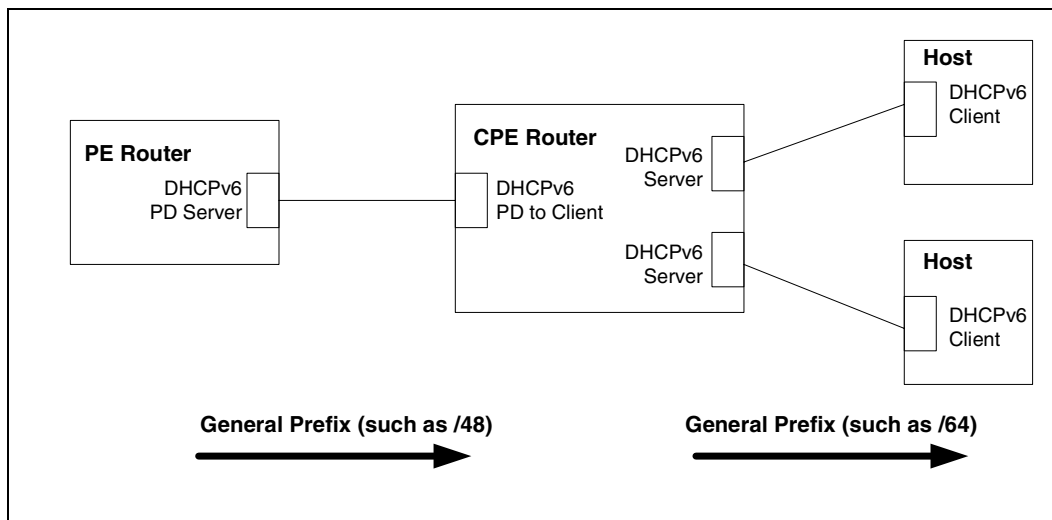 PE Router
DHCPv6
PD Server
CPE Router
DHCPv6
PD to Client
DHCPv6
Server
DHCPv6
Server
Host
DHCPv6
Client
Host
DHCPv6
Client
General Prefix (such as /48)
General Prefix (such as /64)